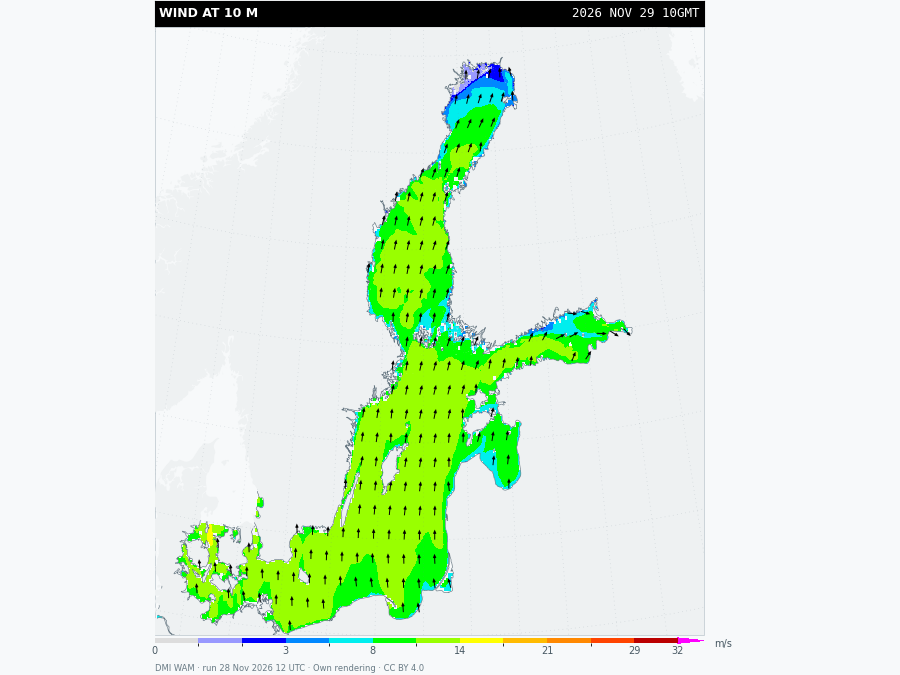 WIND AT 10 M 2026 NOV 29 10GMT
0 3 8 14 21 29 32 m/s
DMI WAM · run 28 Nov 2026 12 UTC · Own rendering · CC BY 4.0